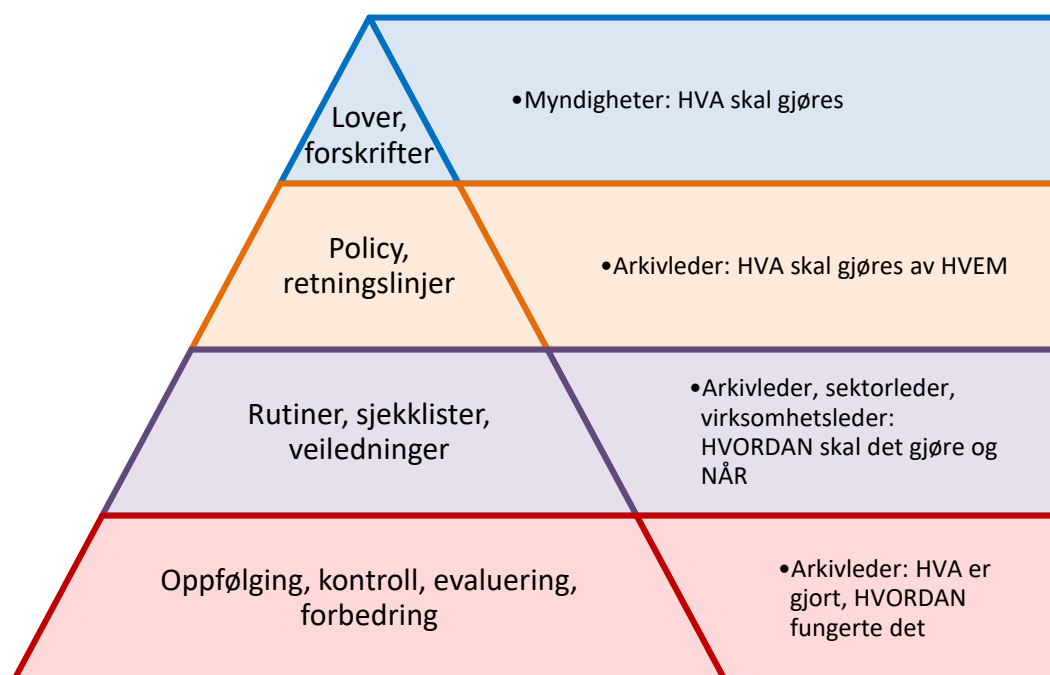 Lover,
forskrifter
•Myndigheter: HVA skal gjøres
Policy,
retningslinjer
•Arkivleder: HVA skal gjøres av HVEM
Rutiner, sjekklister,
veiledninger
•Arkivleder, sektorleder,
virksomhetsleder:
HVORDAN skal det gjøre og
NÅR
Oppfølging, kontroll, evaluering,
forbedring
•Arkivleder: HVA er
gjort, HVORDAN
fungerte det